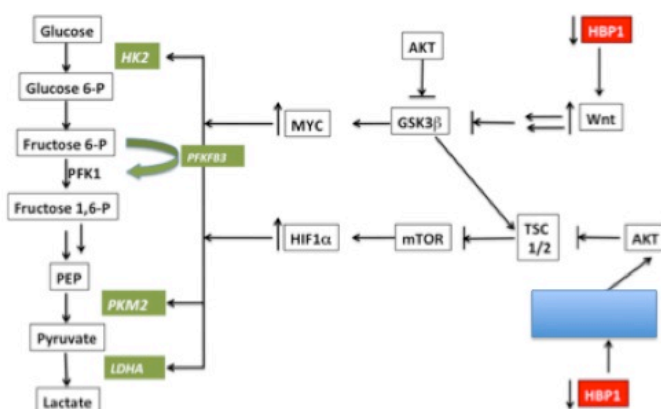 Glucose
HK2
Glucose 6-P
Fructose 6-P
PFKFB3
PFK1
Fructose 1,6-P
PEP
PKM2
Pyruvate
LDHA
Lactate
MYC
HIF1α
AKT
GSK3β
mTOR
HBP1
Wnt
TSC
1/2
AKT
HBP1